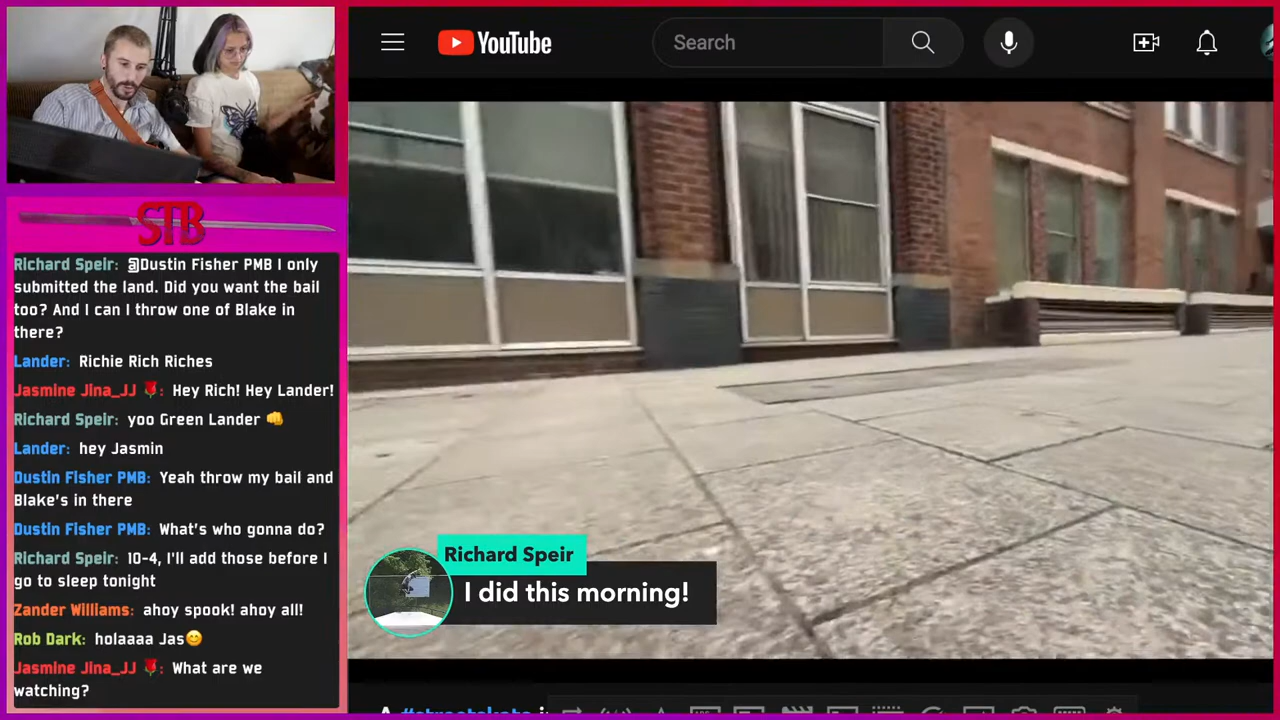 YouTube
Search
STB
Richard Speir: @Dustin Fisher PMB I only
submitted the land. Did you want the bail
too? And I can I throw one of Blake in
there?
Lander: Richie Rich Riches
Jasmine Jina_JJ 🌹: Hey Rich! Hey Lander!
Richard Speir: yoo Green Lander 👊
Lander: hey Jasmin
Dustin Fisher PMB: Yeah throw my bail and
Blake's in there
Dustin Fisher PMB: What's who gonna do?
Richard Speir: 10-4, I'll add those before I
go to sleep tonight
Zander Williams: ahoy spook! ahoy all!
Rob Dark: holaaaa Jas😊
Jasmine Jina_JJ 🌹: What are we
watching?
Richard Speir
I did this morning!